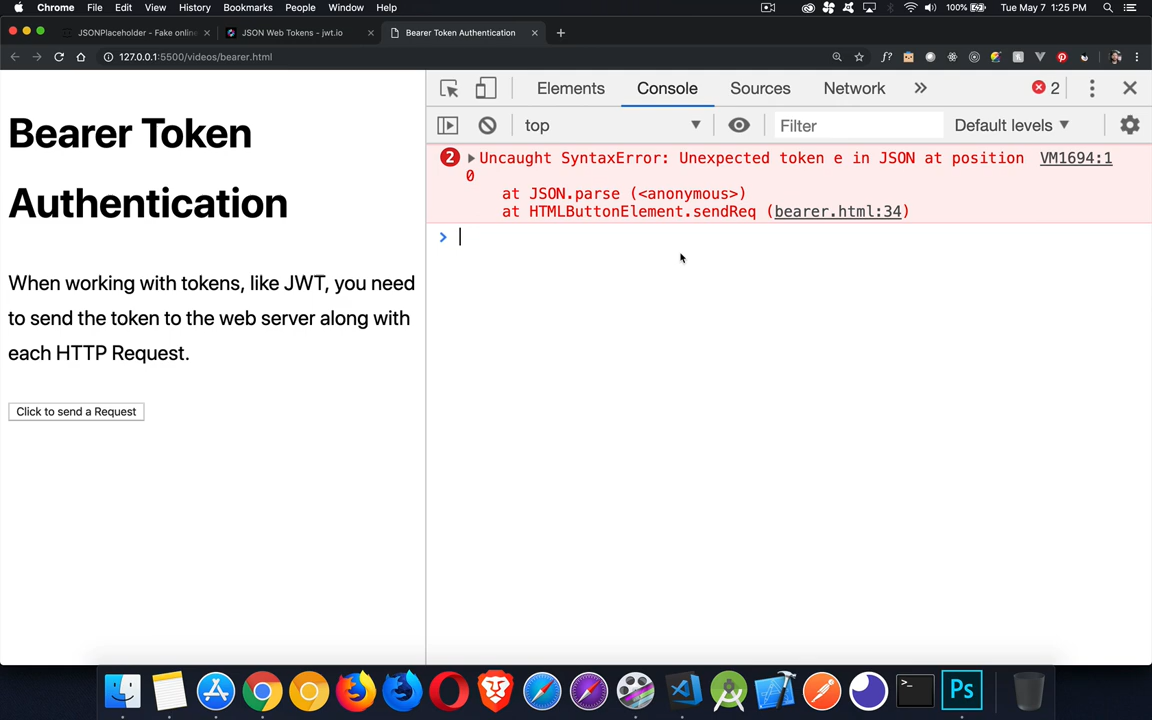 Chrome File Edit View History Bookmarks People Window Help 100% Tue May 7 1:25 PM
JSONPlaceholder - Fake online × JSON Web Tokens - jwt.io × Bearer Token Authentication × +
127.0.0.1:5500/videos/bearer.html
Elements Console Sources Network » 2
top Filter Default levels
Bearer Token
Authentication
When working with tokens, like JWT, you need
to send the token to the web server along with
each HTTP Request.
Click to send a Request
2 Uncaught SyntaxError: Unexpected token e in JSON at position VM1694:1
0
at JSON.parse (<anonymous>)
at HTMLButtonElement.sendReq (bearer.html:34)
>
Ps